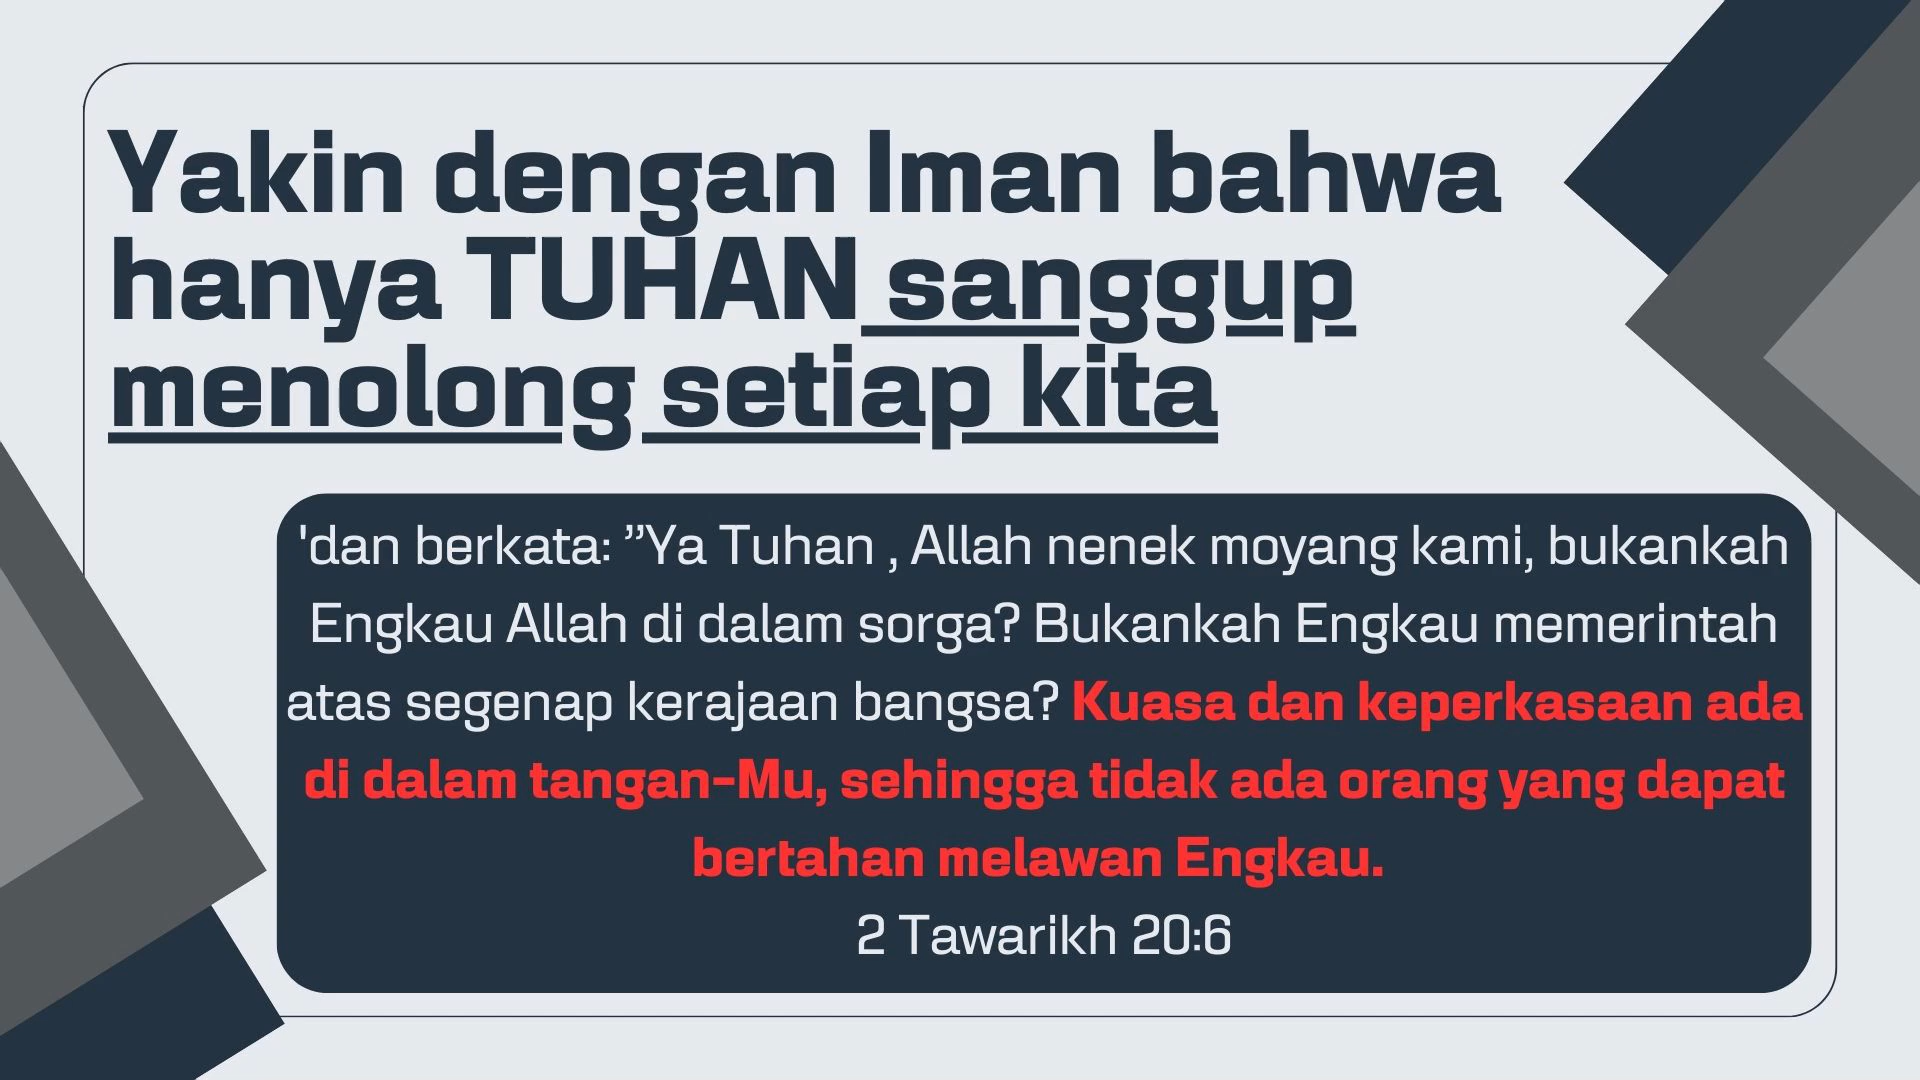 Yakin dengan Iman bahwa
hanya TUHAN sanggup
menolong setiap kita
'dan berkata: ”Ya Tuhan , Allah nenek moyang kami, bukankah
Engkau Allah di dalam sorga? Bukankah Engkau memerintah
atas segenap kerajaan bangsa? Kuasa dan keperkasaan ada
di dalam tangan-Mu, sehingga tidak ada orang yang dapat
bertahan melawan Engkau.
2 Tawarikh 20:6